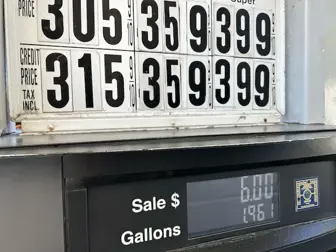 Super
PRICE 305 9/10 359 9/10 399 9/10
CREDIT PRICE TAX INCL 315 9/10 359 9/10 399 9/10
Sale $ 6.00
Gallons 1.961